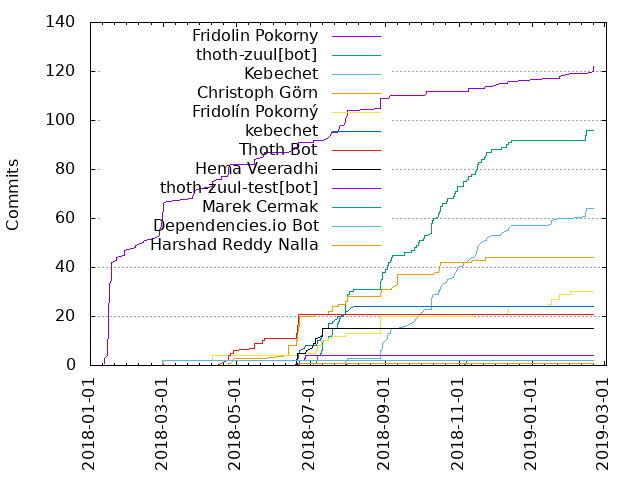 140
120
100
80
60
40
20
0
Commits
Fridolin Pokorny
thoth-zuul[bot]
Kebechet
Christoph Görn
Fridolín Pokorný
kebechet
Thoth Bot
Hema Veeradhi
thoth-zuul-test[bot]
Marek Cermak
Dependencies.io Bot
Harshad Reddy Nalla
2018-01-01
2018-03-01
2018-05-01
2018-07-01
2018-09-01
2018-11-01
2019-01-01
2019-03-01